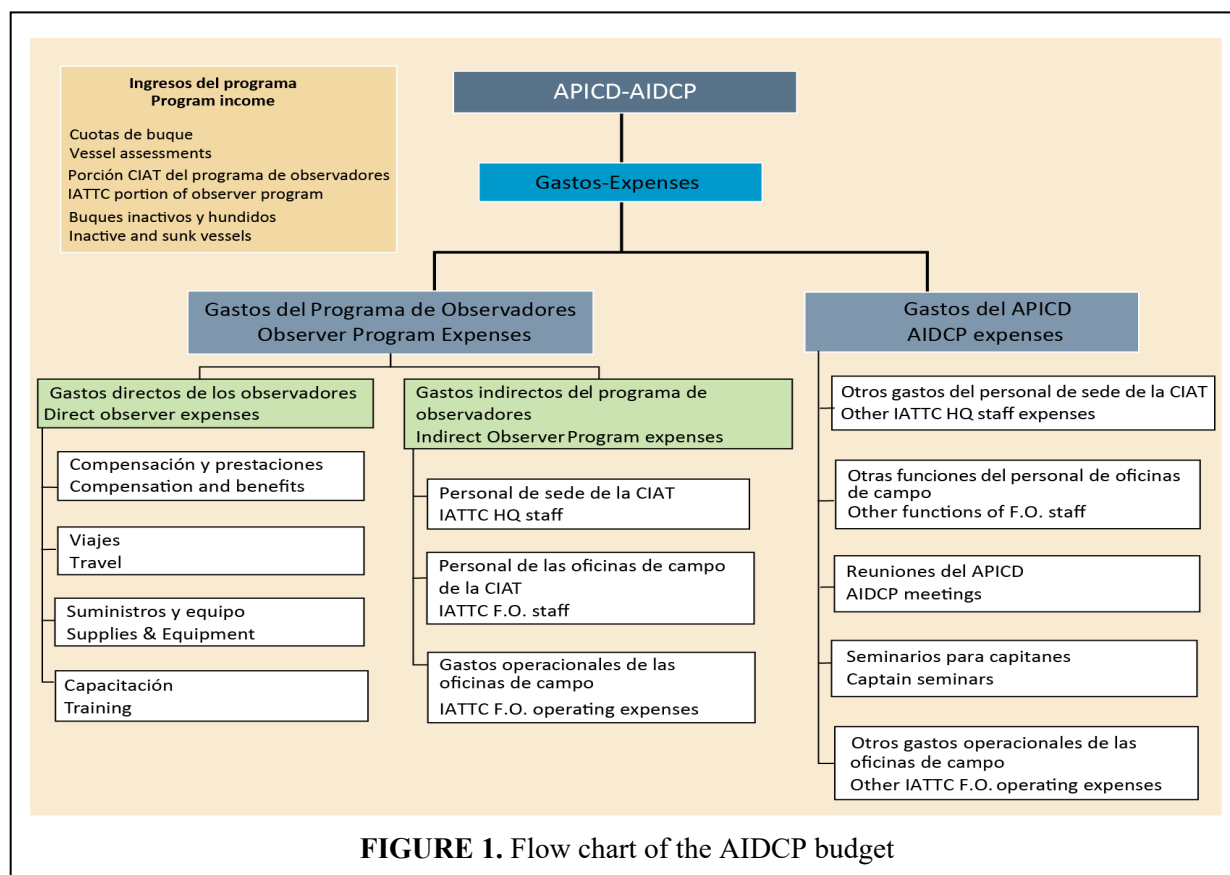 Ingresos del programa
Program income
Cuotas de buque
Vessel assessments
Porción CIAT del programa de observadores
IATTC portion of observer program
Buques inactivos y hundidos
Inactive and sunk vessels
APICD-AIDCP
Gastos-Expenses
Gastos del Programa de Observadores
Observer Program Expenses
Gastos directos de los observadores
Direct observer expenses
Compensación y prestaciones
Compensation and benefits
Viajes
Travel
Suministros y equipo
Supplies & Equipment
Capacitación
Training
Gastos indirectos del programa de
observadores
Indirect Observer Program expenses
Personal de sede de la CIAT
IATTC HQ staff
Personal de las oficinas de campo
de la CIAT
IATTC F.O. staff
Gastos operacionales de las
oficinas de campo
IATTC F.O. operating expenses
Gastos del APICD
AIDCP expenses
Otros gastos del personal de sede de la CIAT
Other IATTC HQ staff expenses
Otras funciones del personal de oficinas
de campo
Other functions of F.O. staff
Reuniones del APICD
AIDCP meetings
Seminarios para capitanes
Captain seminars
Otros gastos operacionales de las
oficinas de campo
Other IATTC F.O. operating expenses
FIGURE 1. Flow chart of the AIDCP budget